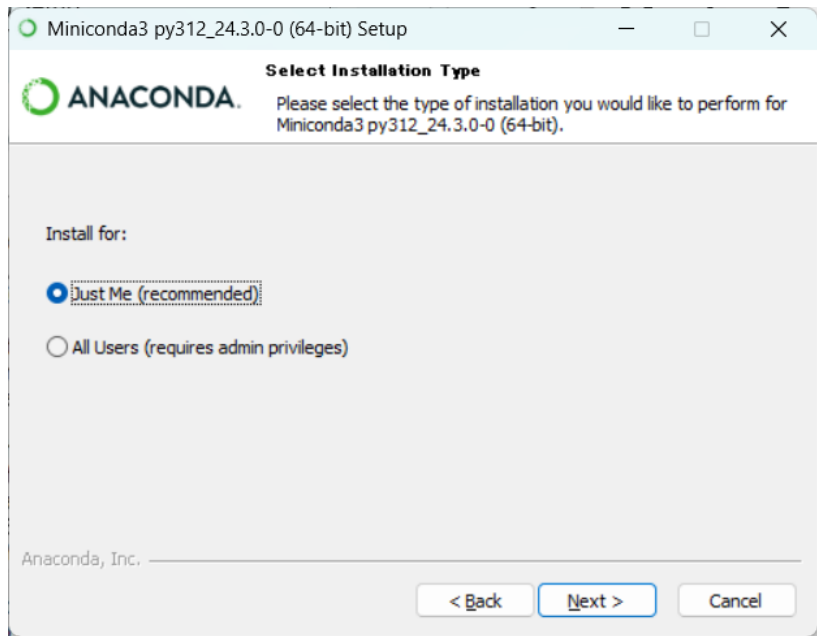 Miniconda3 py312_24.3.0-0 (64-bit) Setup
ANACONDA.
Select Installation Type
Please select the type of installation you would like to perform for
Miniconda3 py312_24.3.0-0 (64-bit).
Install for:
Just Me (recommended)
All Users (requires admin privileges)
Anaconda, Inc.
< Back
Next >
Cancel